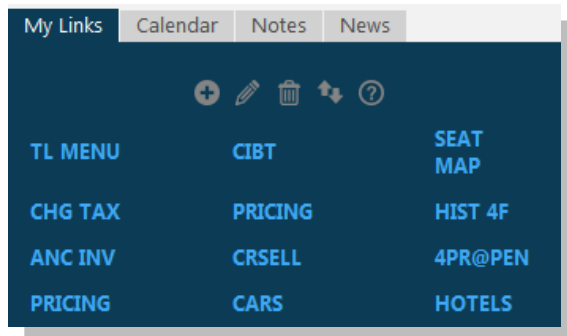 My Links Calendar Notes News
TL MENU CIBT SEAT
MAP
CHG TAX PRICING HIST 4F
ANC INV CRSELL 4PR@PEN
PRICING CARS HOTELS